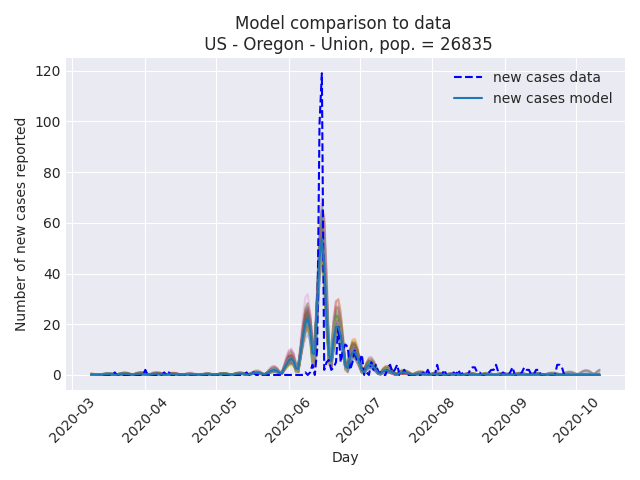 Model comparison to data
US - Oregon - Union, pop. = 26835
120
100
80
60
40
20
0
Number of new cases reported
new cases data
new cases model
2020-03
2020-04
2020-05
2020-06
2020-07
2020-08
2020-09
2020-10
Day